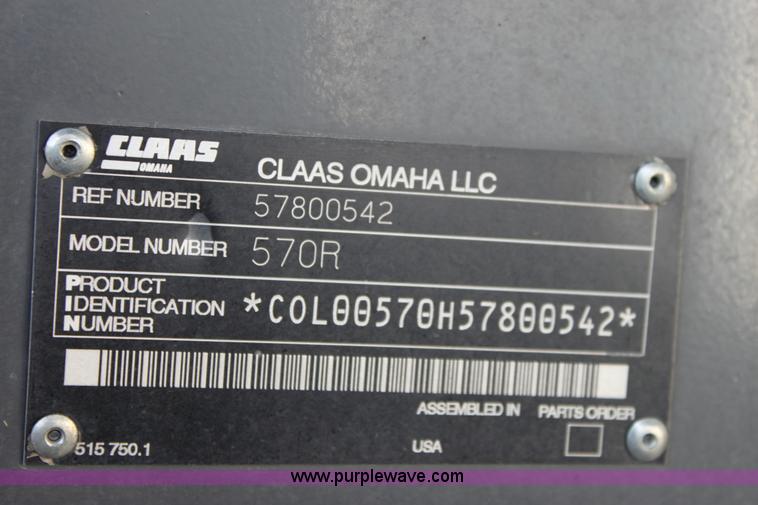 CLAAS
OMAHA
CLAAS OMAHA LLC
REF NUMBER 57800542
MODEL NUMBER 570R
PRODUCT
IDENTIFICATION
NUMBER
*COL00570H57800542*
ASSEMBLED IN PARTS ORDER
515 750.1
USA
www.purplewave.com